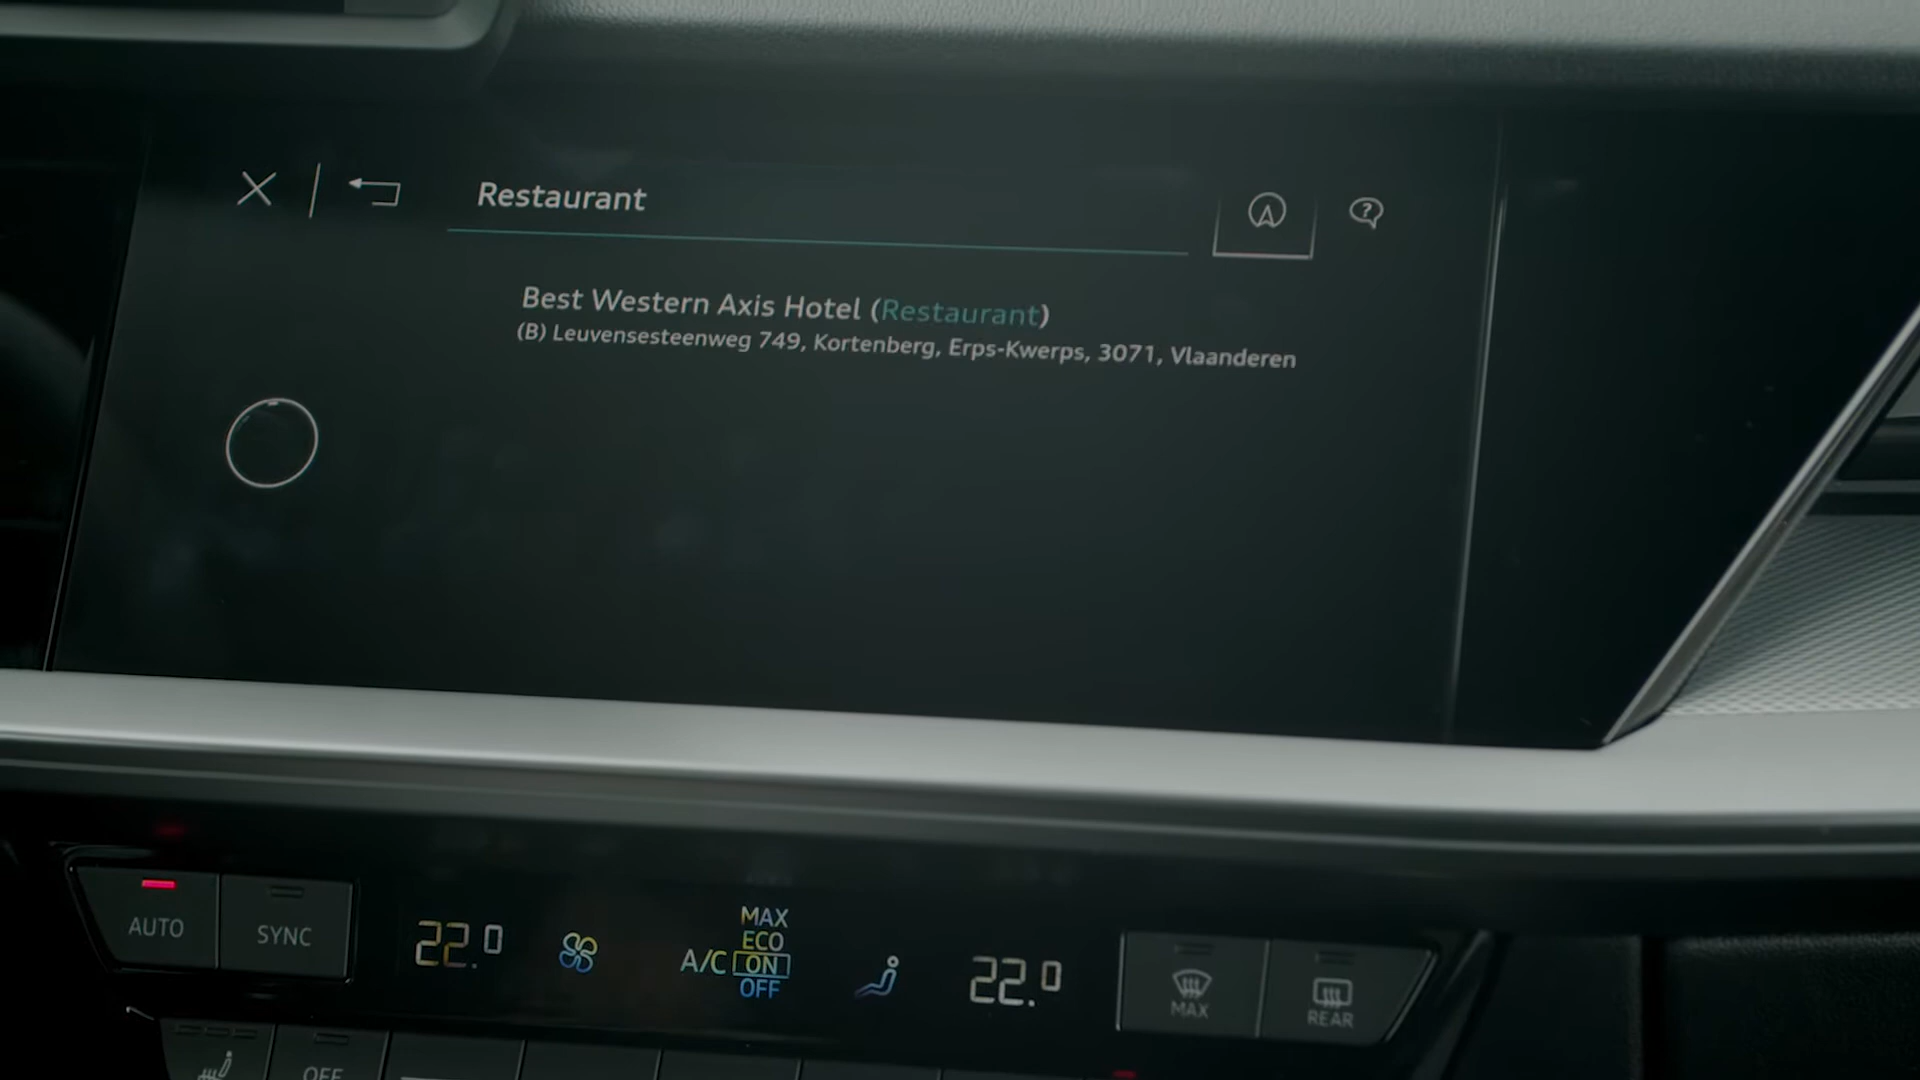 Restaurant
Best Western Axis Hotel (Restaurant)
(B) Leuvensesteenweg 749, Kortenberg, Erps-Kwerps, 3071, Vlaanderen
AUTO
SYNC
22.0
A/C
MAX
ECO
ON
OFF
22.0
MAX
REAR
OFF